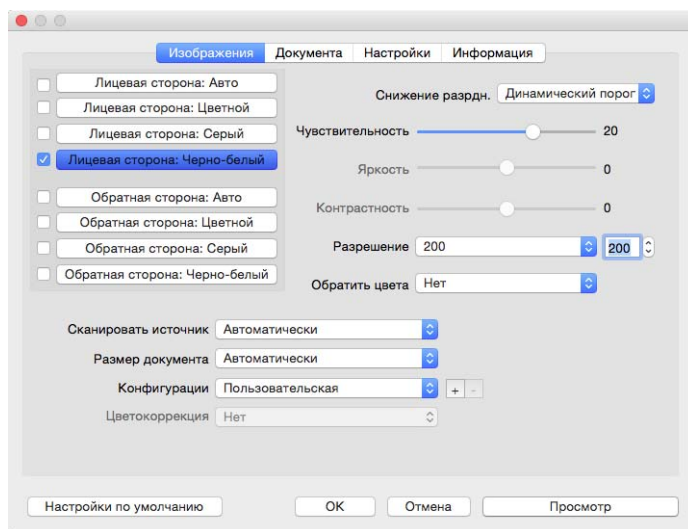 Изображения Документа Настройки Информация
Лицевая сторона: Авто
Лицевая сторона: Цветной
Лицевая сторона: Серый
Лицевая сторона: Черно-белый
Обратная сторона: Авто
Обратная сторона: Цветной
Обратная сторона: Серый
Обратная сторона: Черно-белый
Снижение разрдн. Динамический порог
Чувствительность 20
Яркость 0
Контрастность 0
Разрешение 200 200
Обратить цвета Нет
Сканировать источник Автоматически
Размер документа Автоматически
Конфигурации Пользовательская + -
Цветокоррекция Нет
Настройки по умолчанию OK Отмена Просмотр